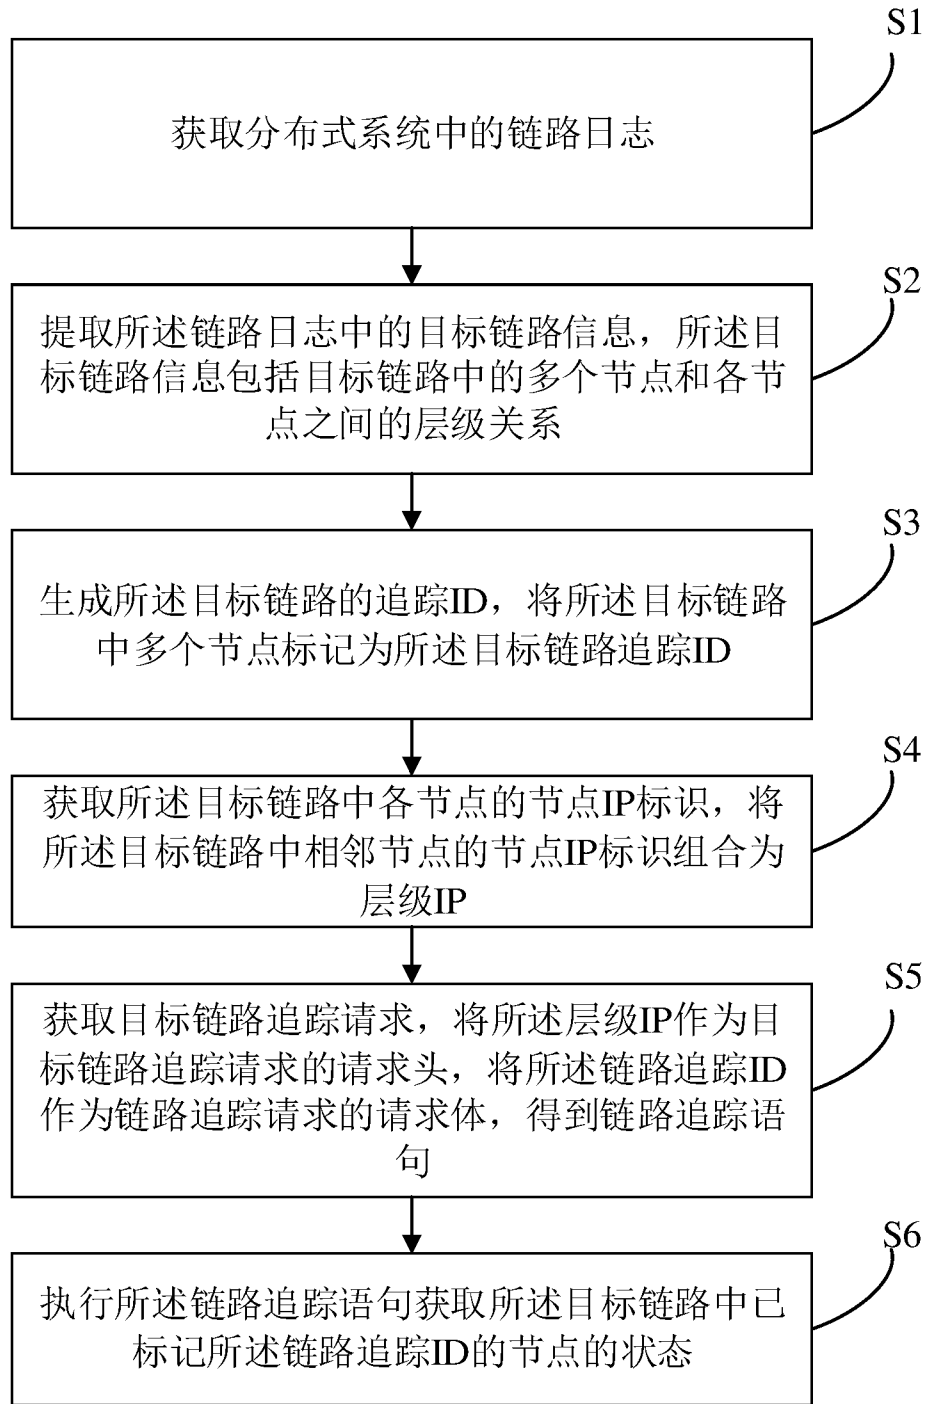 S1
获取分布式系统中的链路日志
S2
提取所述链路日志中的目标链路信息，所述目
标链路信息包括目标链路中的多个节点和各节
点之间的层级关系
S3
生成所述目标链路的追踪ID，将所述目标链路
中多个节点标记为所述目标链路追踪ID
S4
获取所述目标链路中各节点的节点IP标识，将
所述目标链路中相邻节点的节点IP标识组合为
层级IP
S5
获取目标链路追踪请求，将所述层级IP作为目
标链路追踪请求的请求头，将所述链路追踪ID
作为链路追踪请求的请求体，得到链路追踪语
句
S6
执行所述链路追踪语句获取所述目标链路中已
标记所述链路追踪ID的节点的状态